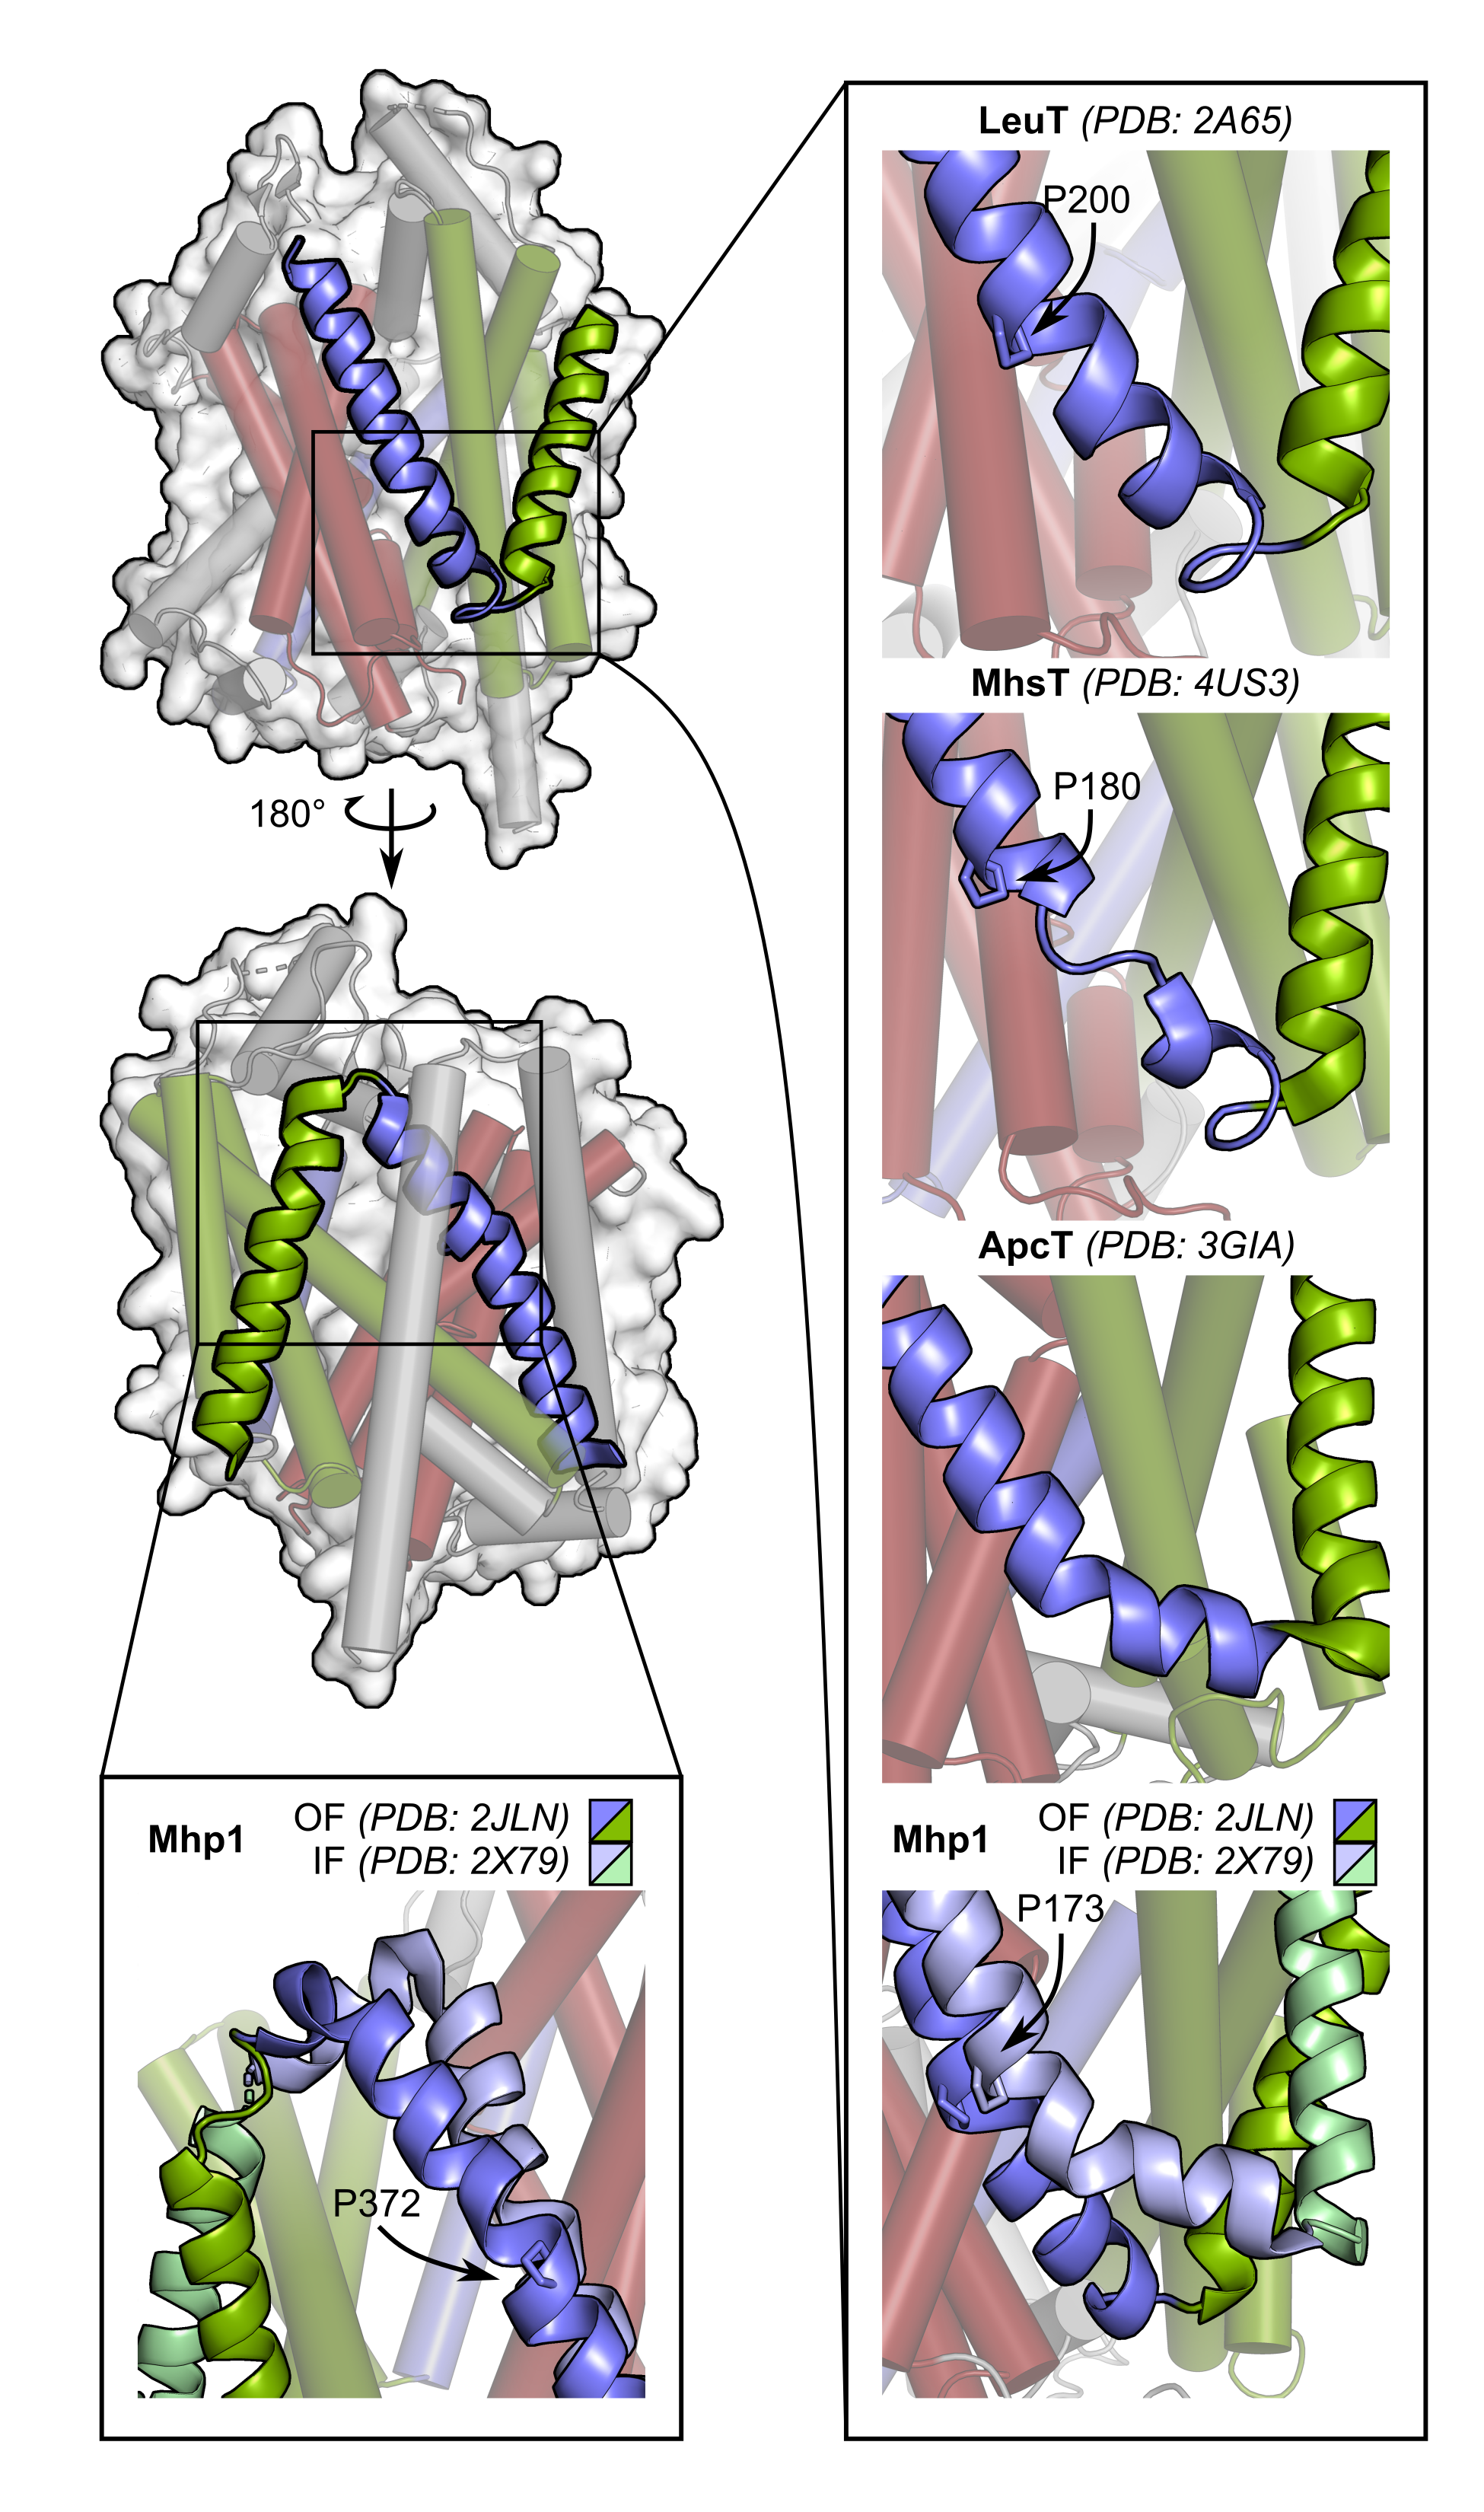 LeuT (PDB: 2A65)
P200
MhsT (PDB: 4US3)
P180
180°
ApcT (PDB: 3GIA)
Mhp1
OF (PDB: 2JLN)
IF (PDB: 2X79)
P372
Mhp1
OF (PDB: 2JLN)
IF (PDB: 2X79)
P173